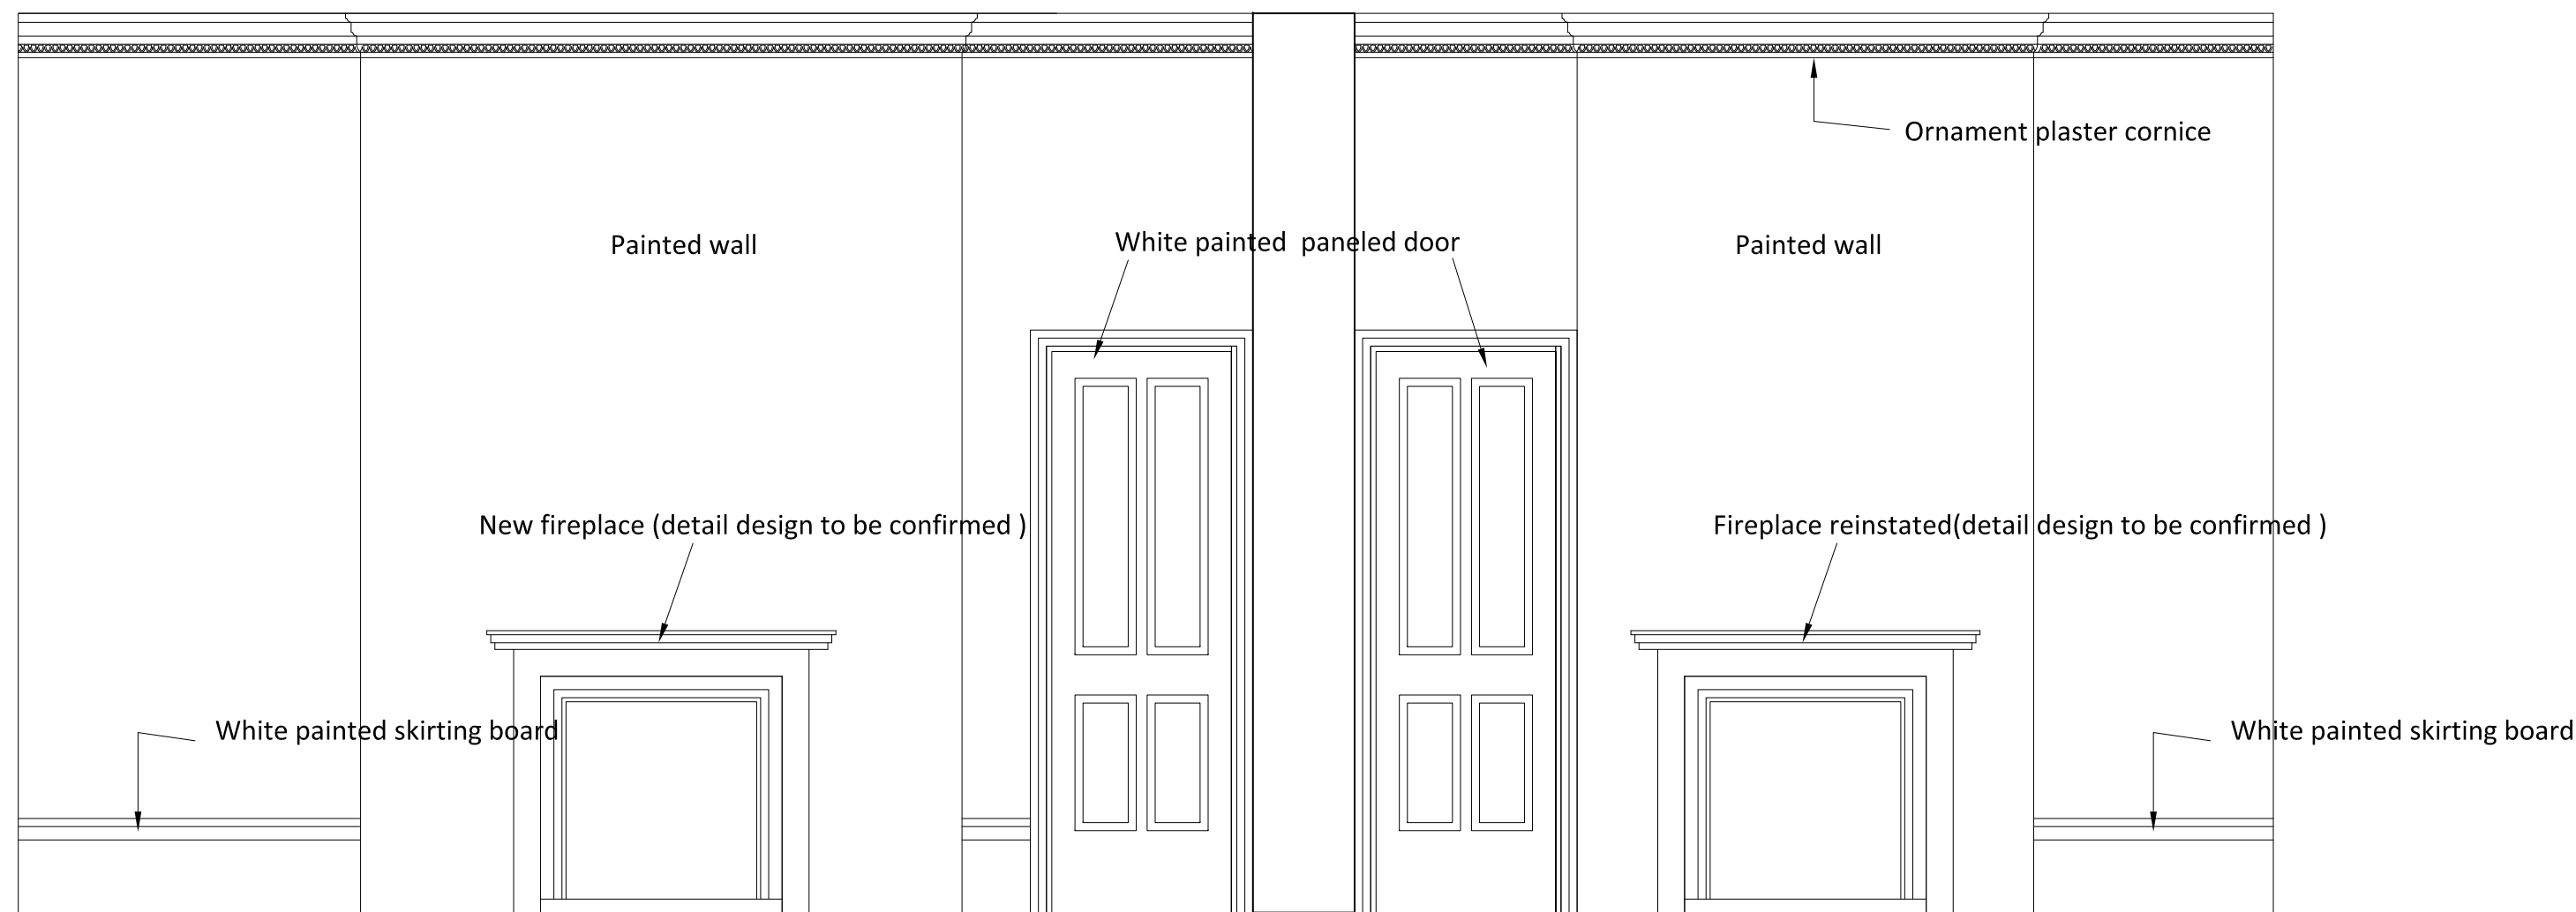 Ornament plaster cornice
Painted wall
White painted  paneled door
Painted wall
New fireplace (detail design to be confirmed )
Fireplace reinstated(detail design to be confirmed )
White painted skirting board
White painted skirting board